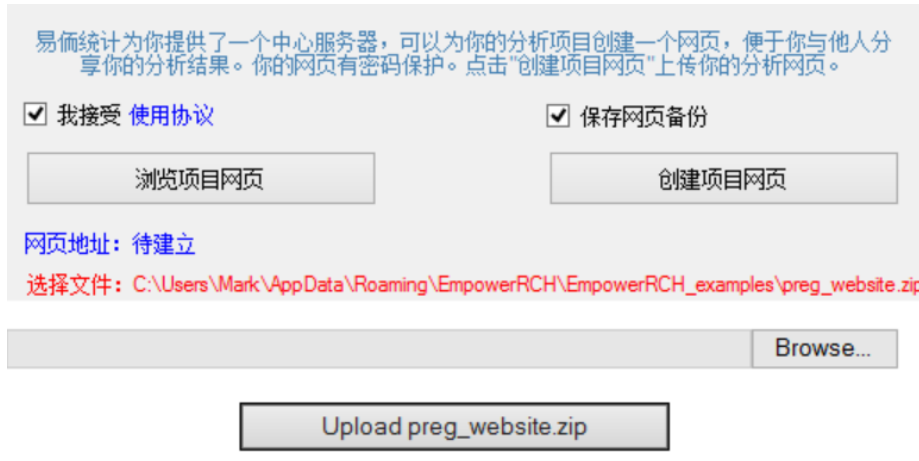 易侕统计为你提供了一个中心服务器，可以为你的分析项目创建一个网页，便于你与他人分
享你的分析结果。你的网页有密码保护。点击"创建项目网页"上传你的分析网页。
我接受 使用协议
保存网页备份
浏览项目网页
创建项目网页
网页地址：待建立
选择文件：C:\Users\Mark\AppData\Roaming\EmpowerRCH\EmpowerRCH_examples\preg_website.zip
Browse...
Upload preg_website.zip